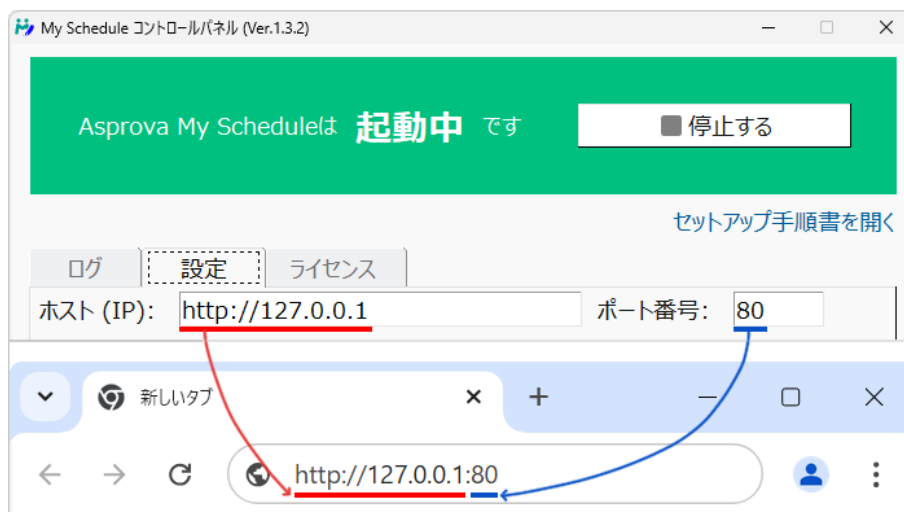 My Schedule コントロールパネル (Ver.1.3.2)
Asprova My Scheduleは 起動中 です
停止する
セットアップ手順書を開く
ログ 設定 ライセンス
ホスト (IP): http://127.0.0.1 ポート番号: 80
新しいタブ
http://127.0.0.1:80